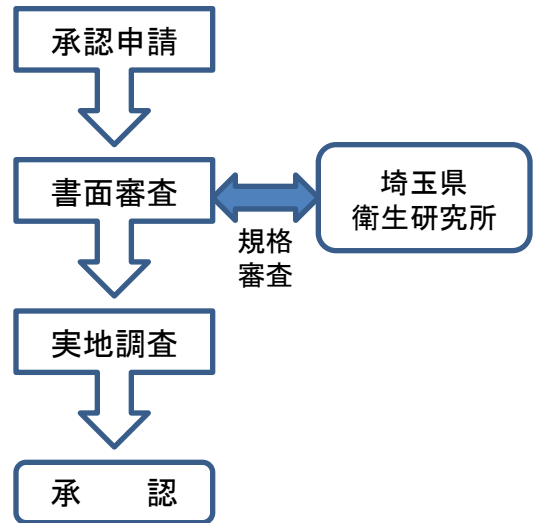 承認申請
書面審査
埼玉県
衛生研究所
規格
審査
実地調査
承　　認